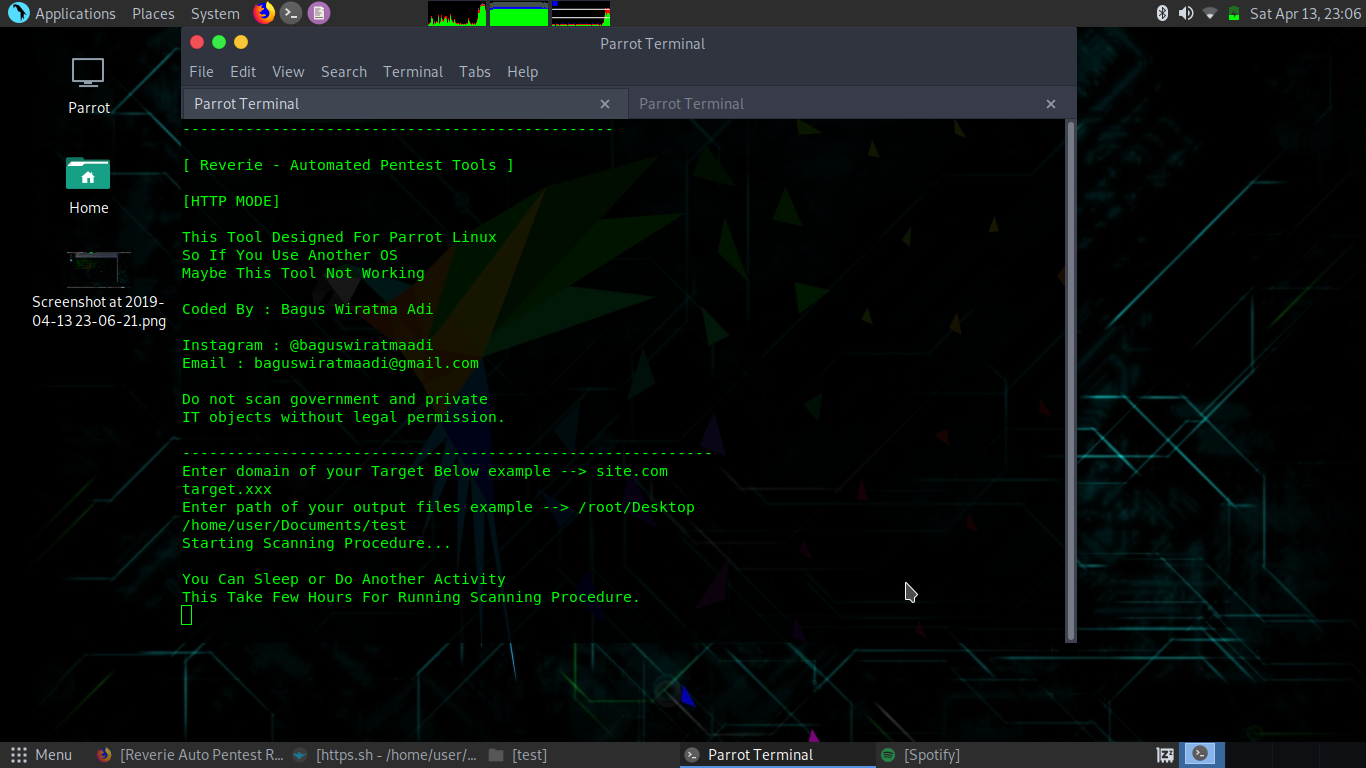 Applications Places System Sat Apr 13, 23:06
Parrot Terminal
File Edit View Search Terminal Tabs Help
Parrot Terminal Parrot Terminal
Parrot
Home
Screenshot at 2019-
04-13 23-06-21.png
------------------------------------------------
[ Reverie - Automated Pentest Tools ]
[HTTP MODE]
This Tool Designed For Parrot Linux
So If You Use Another OS
Maybe This Tool Not Working
Coded By : Bagus Wiratma Adi
Instagram : @baguswiratmaadi
Email : baguswiratmaadi@gmail.com
Do not scan government and private
IT objects without legal permission.
-----------------------------------------------------------
Enter domain of your Target Below example --> site.com
target.xxx
Enter path of your output files example --> /root/Desktop
/home/user/Documents/test
Starting Scanning Procedure...
You Can Sleep or Do Another Activity
This Take Few Hours For Running Scanning Procedure.
Menu [Reverie Auto Pentest R... [https.sh - /home/user/... [test] Parrot Terminal [Spotify]